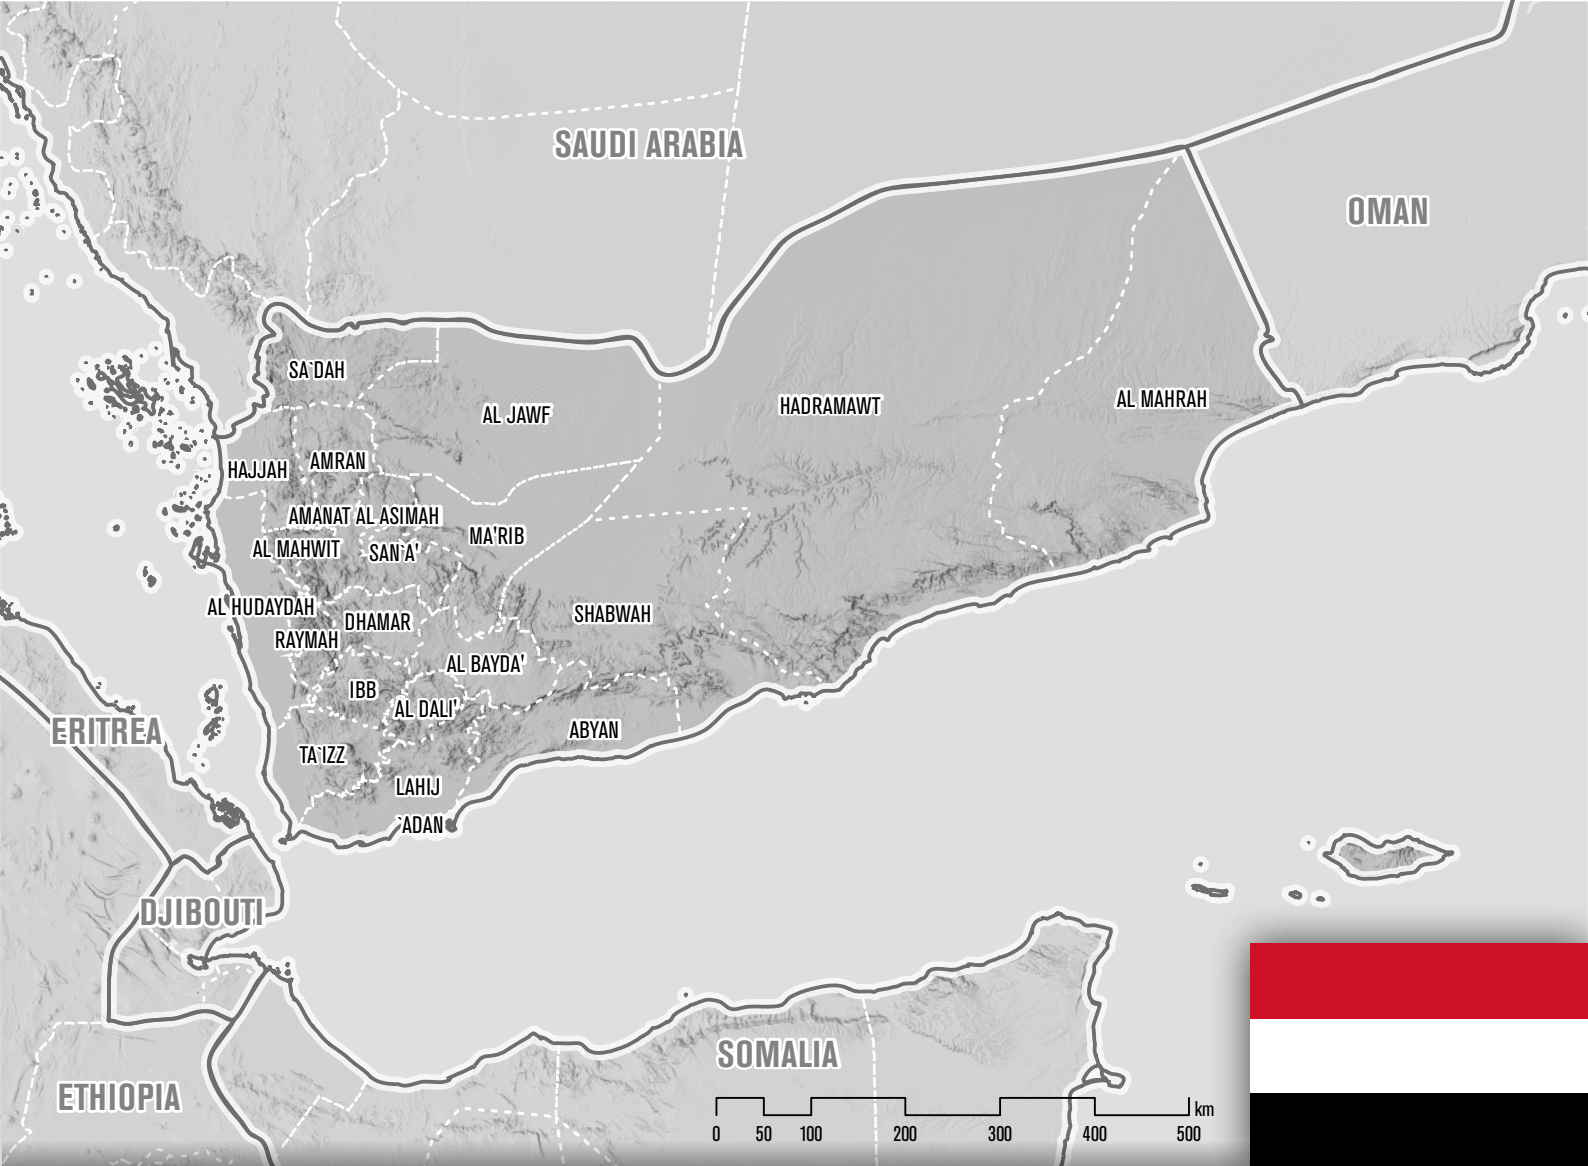 SAUDI ARABIA
OMAN
SA`DAH
AL JAWF
HADRAMAWT
AL MAHRAH
HAJJAH
AMRAN
AMANAT AL ASIMAH
MA'RIB
AL MAHWIT
SAN`A'
AL HUDAYDAH
DHAMAR
SHABWAH
RAYMAH
AL BAYDA'
IBB
AL DALI'
ABYAN
ERITREA
TA`IZZ
LAHIJ
`ADAN
DJIBOUTI
SOMALIA
ETHIOPIA
km
0 50 100 200 300 400 500